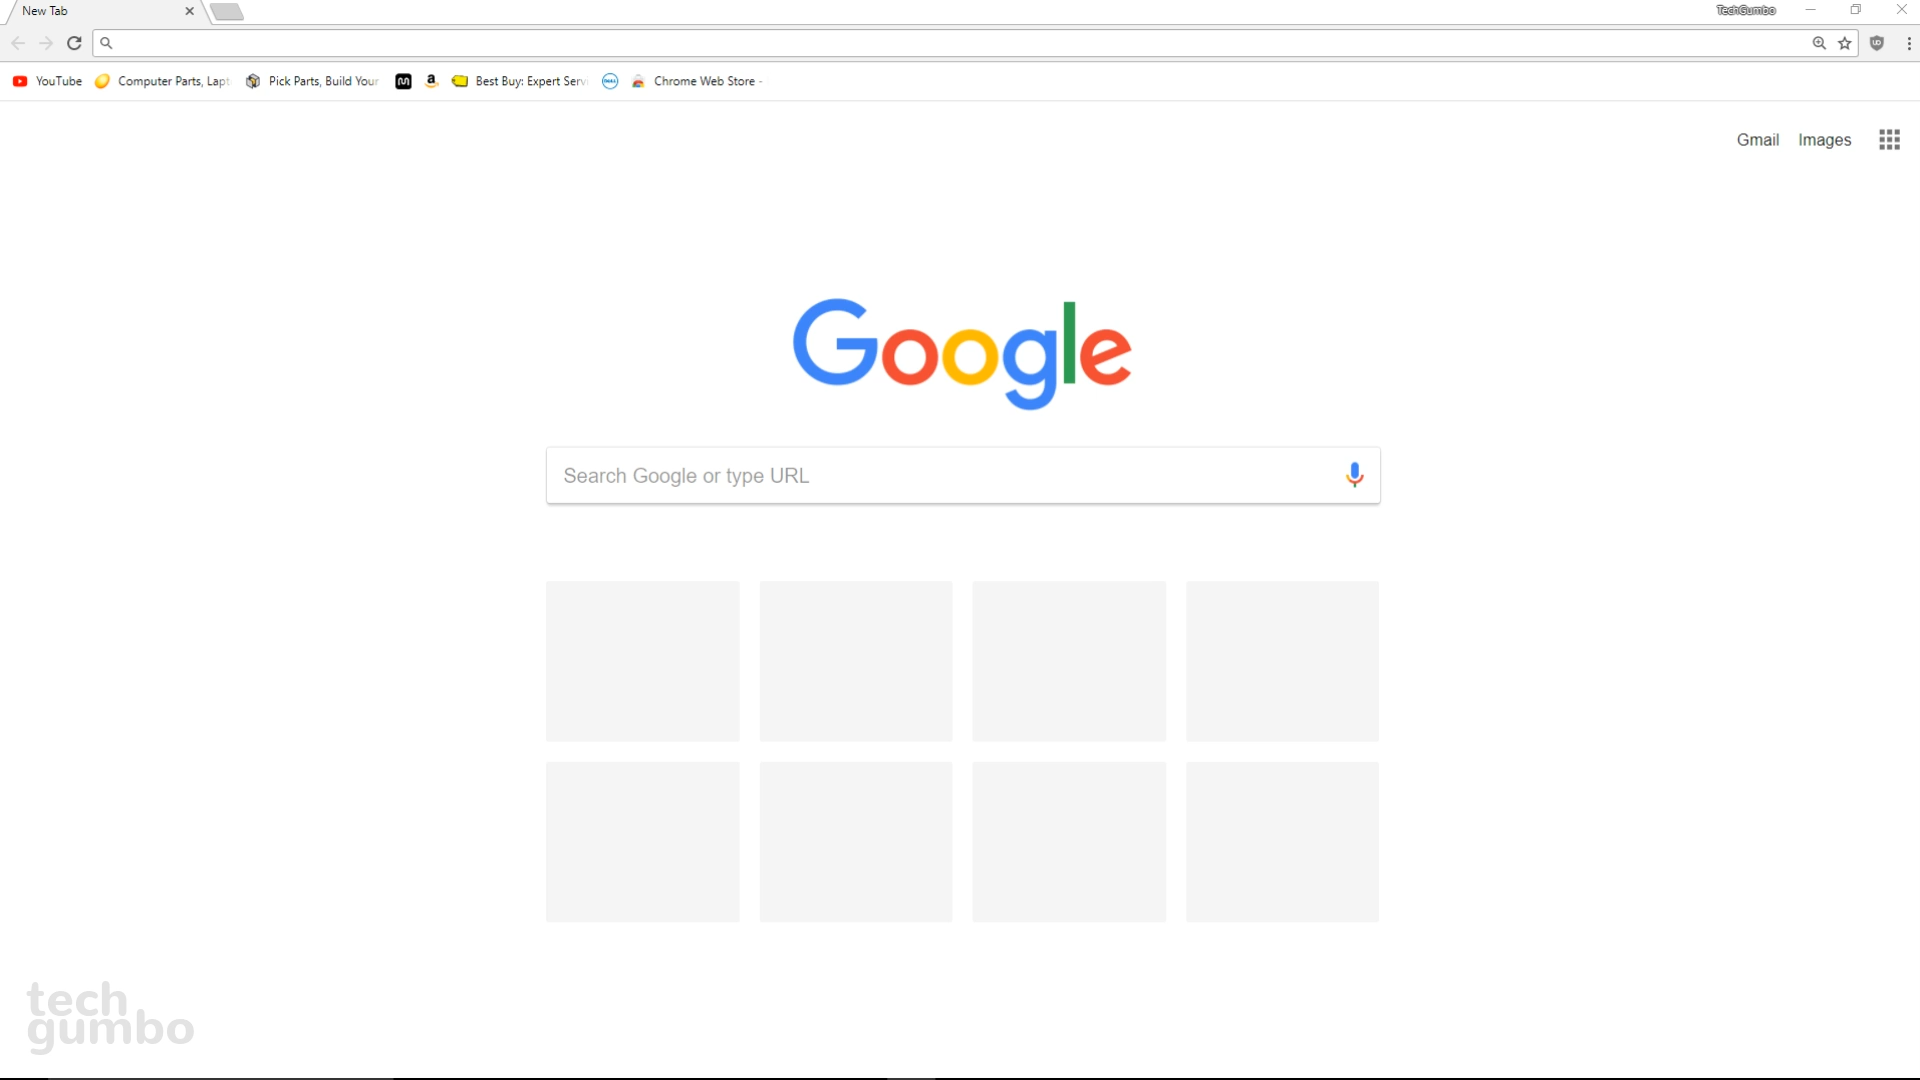 New Tab
TechGumbo
YouTube
Computer Parts, Lapt
Pick Parts, Build Your
Best Buy: Expert Serv
DELL
Chrome Web Store -
Gmail
Images
Google
Search Google or type URL
tech
gumbo